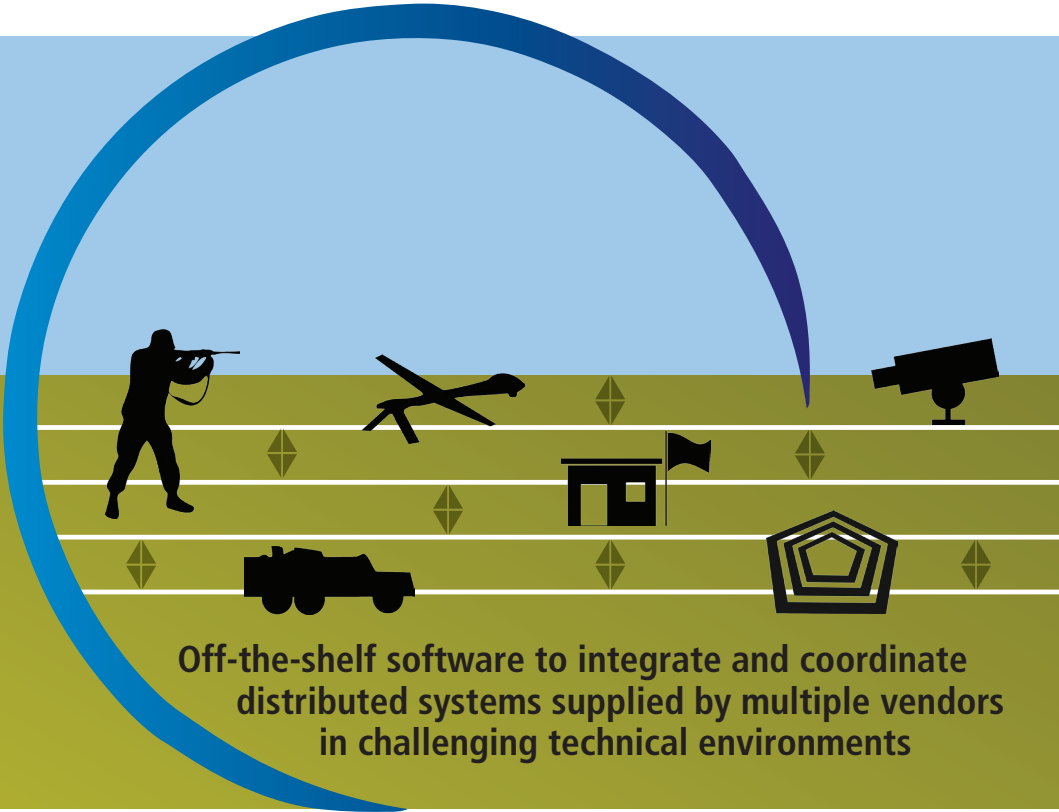 Off-the-shelf software to integrate and coordinate
distributed systems supplied by multiple vendors
in challenging technical environments